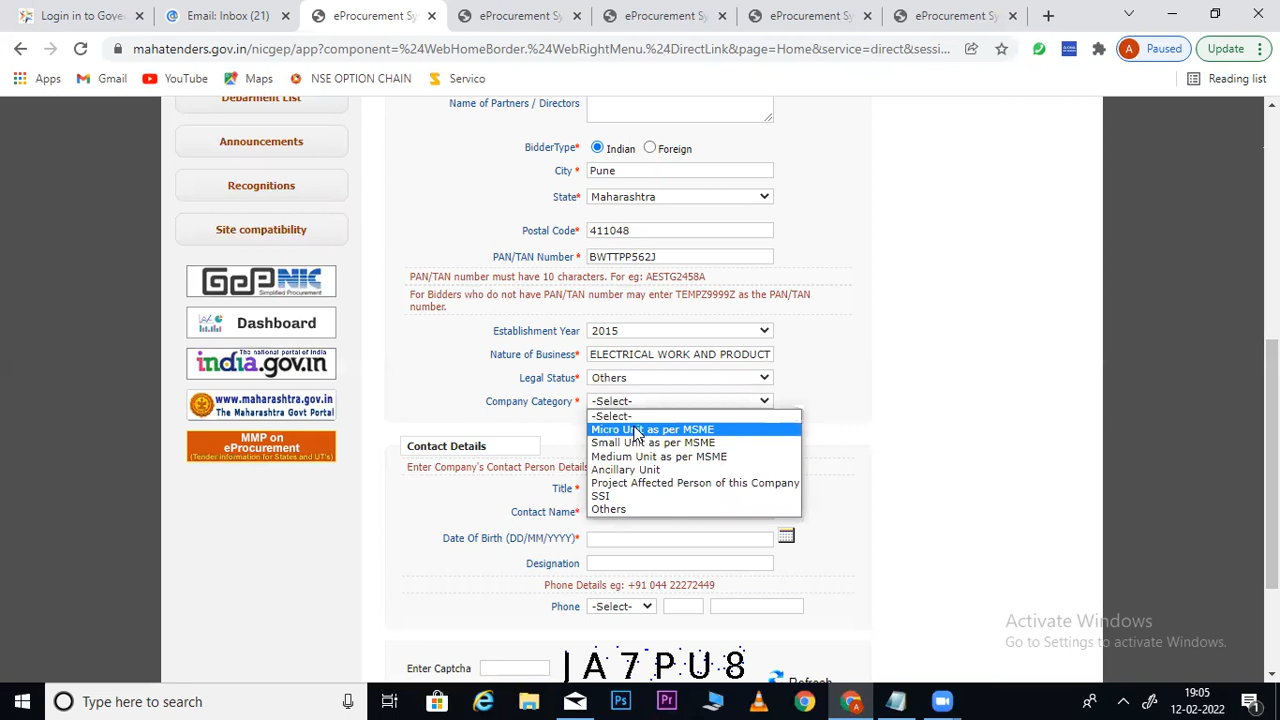 Login in to Gove
Email: Inbox (21)
eProcurement Sy
eProcurement Sy
eProcurement Sy
eProcurement Sy
eProcurement Sy
mahatenders.gov.in/nicgep/app?component=%24WebHomeBorder.%24WebRightMenu.%24DirectLink&page=Home&service=direct&sessi...
A Paused
Update
Apps
Gmail
YouTube
Maps
NSE OPTION CHAIN
Servico
Reading list
Debarment List
Announcements
Recognitions
Site compatibility
GePNIC
Simplified Procurement
Dashboard
The national portal of India
india.gov.in
www.maharashtra.gov.in
The Maharashtra Govt Portal
MMP on
eProcurement
(Tender information for States and UT's)
Name of Partners / Directors
BidderType* Indian Foreign
City * Pune
State* Maharashtra
Postal Code* 411048
PAN/TAN Number * BWTTPP562J
PAN/TAN number must have 10 characters. For eg: AESTG2458A
For Bidders who do not have PAN/TAN number may enter TEMPZ9999Z as the PAN/TAN
number.
Establishment Year 2015
Nature of Business* ELECTRICAL WORK AND PRODUCT
Legal Status* Others
Company Category * -Select-
-Select-
Micro Unit as per MSME
Small Unit as per MSME
Medium Unit as per MSME
Ancillary Unit
Project Affected Person of this Company
SSI
Others
Contact Details
Enter Company's Contact Person Details
Title *
Contact Name*
Date Of Birth (DD/MM/YYYY)*
Designation
Phone Details eg: +91 044 22272449
Phone -Select-
Enter Captcha JA7PU8
Refresh
Activate Windows
Go to Settings to activate Windows.
Type here to search
19:05
12-02-2022